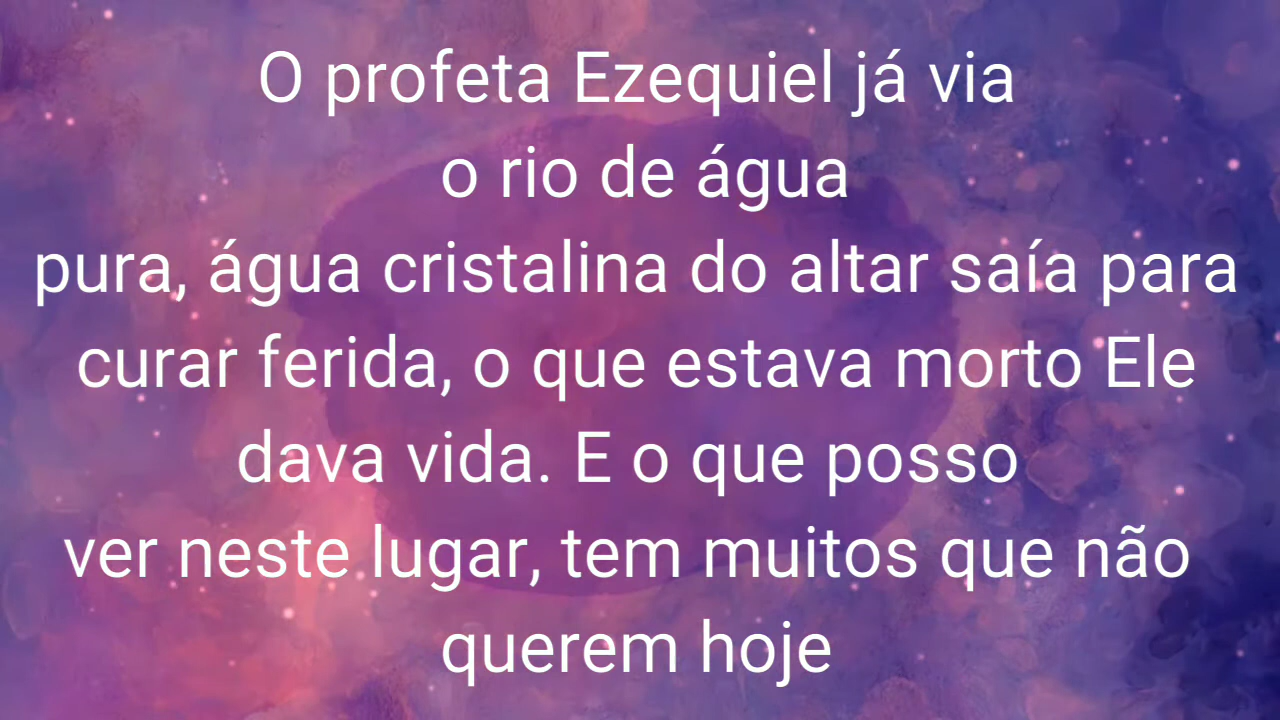 O profeta Ezequiel já via
o rio de água
pura, água cristalina do altar saía para
curar ferida, o que estava morto Ele
dava vida. E o que posso
ver neste lugar, tem muitos que não
querem hoje